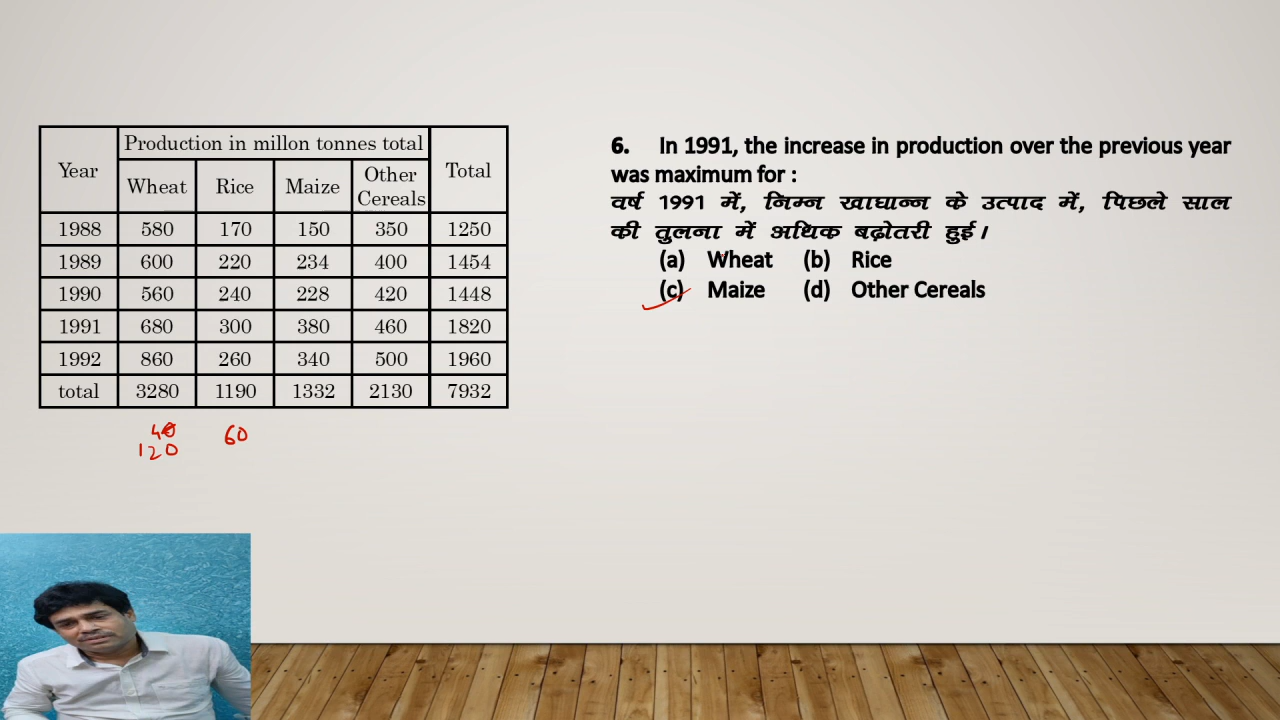 Year Production in millon tonnes total Total
Wheat Rice Maize Other Cereals
1988 580 170 150 350 1250
1989 600 220 234 400 1454
1990 560 240 228 420 1448
1991 680 300 380 460 1820
1992 860 260 340 500 1960
total 3280 1190 1332 2130 7932
40 60
120
6. In 1991, the increase in production over the previous year
was maximum for :
वर्ष 1991 में, निम्न खाघान्न के उत्पाद में, पिछले साल
की तुलना में अधिक बढ़ोतरी हुई।
(a) Wheat (b) Rice
(c) Maize (d) Other Cereals